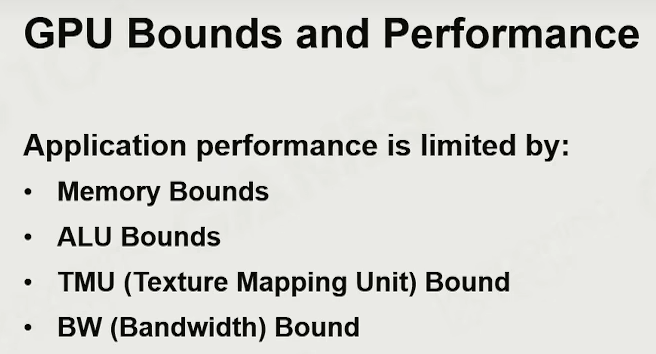 GPU Bounds and Performance
Application performance is limited by:
• Memory Bounds
• ALU Bounds
• TMU (Texture Mapping Unit) Bound
• BW (Bandwidth) Bound